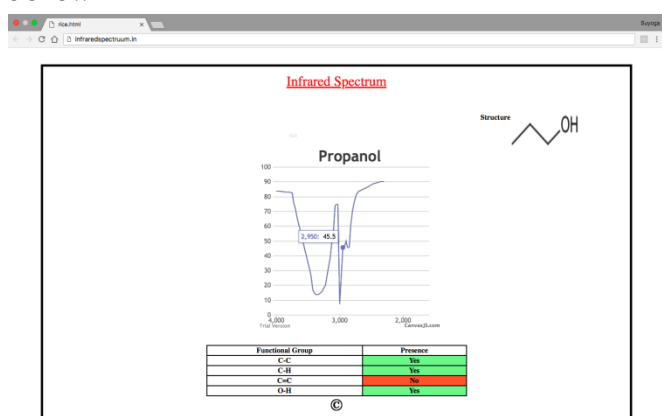 rice.html
Suyoga
infraredspectruum.in
Infrared Spectrum
Structure
OH
Propanol
100
90
80
70
60
2,950: 45.5
50
40
30
20
10
0
4,000 3,000 2,000
Trial Version CanvasJS.com
Functional Group Presence
C-C Yes
C-H Yes
C=C No
O-H Yes
©